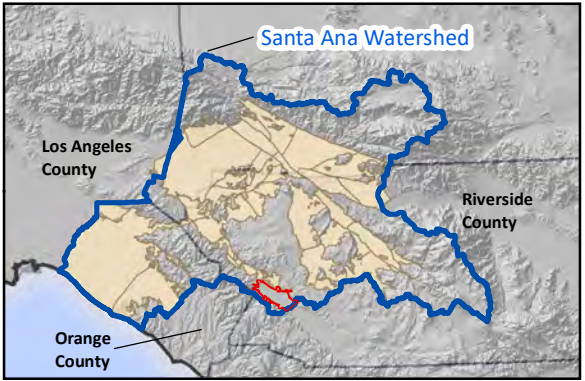 Santa Ana Watershed
Los Angeles
County
Riverside
County
Orange
County